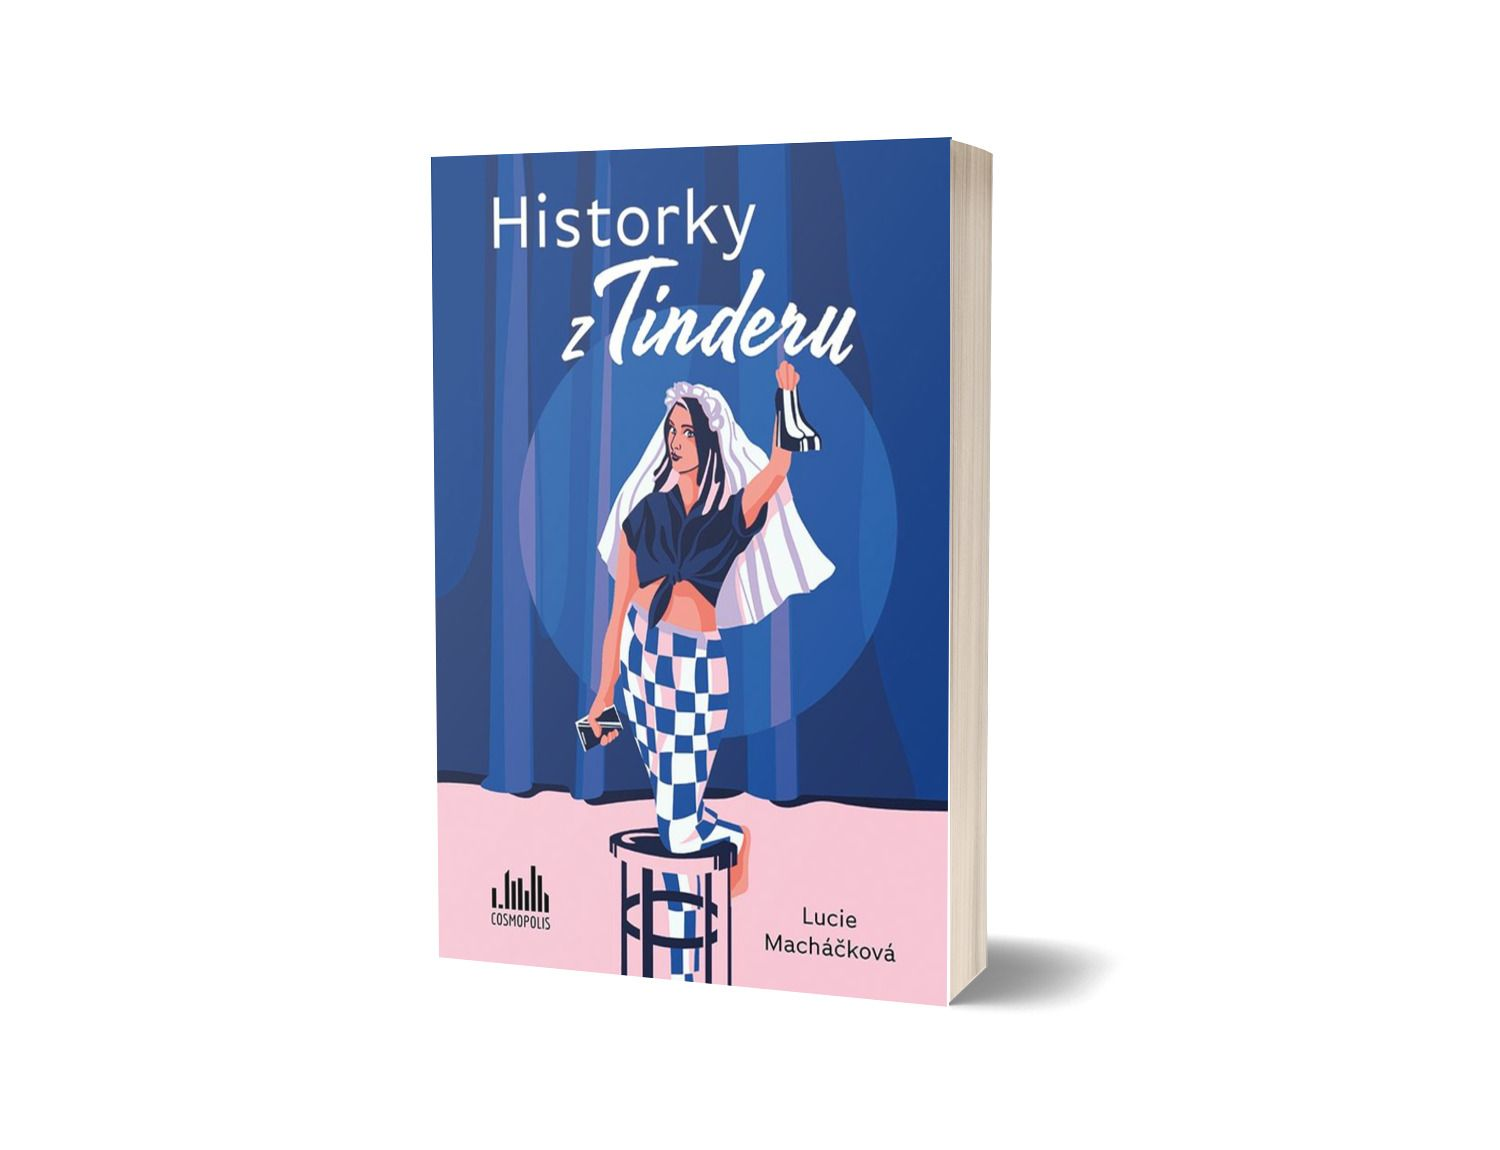 Historky
z Tinderu
COSMOPOLIS
Lucie
Macháčková